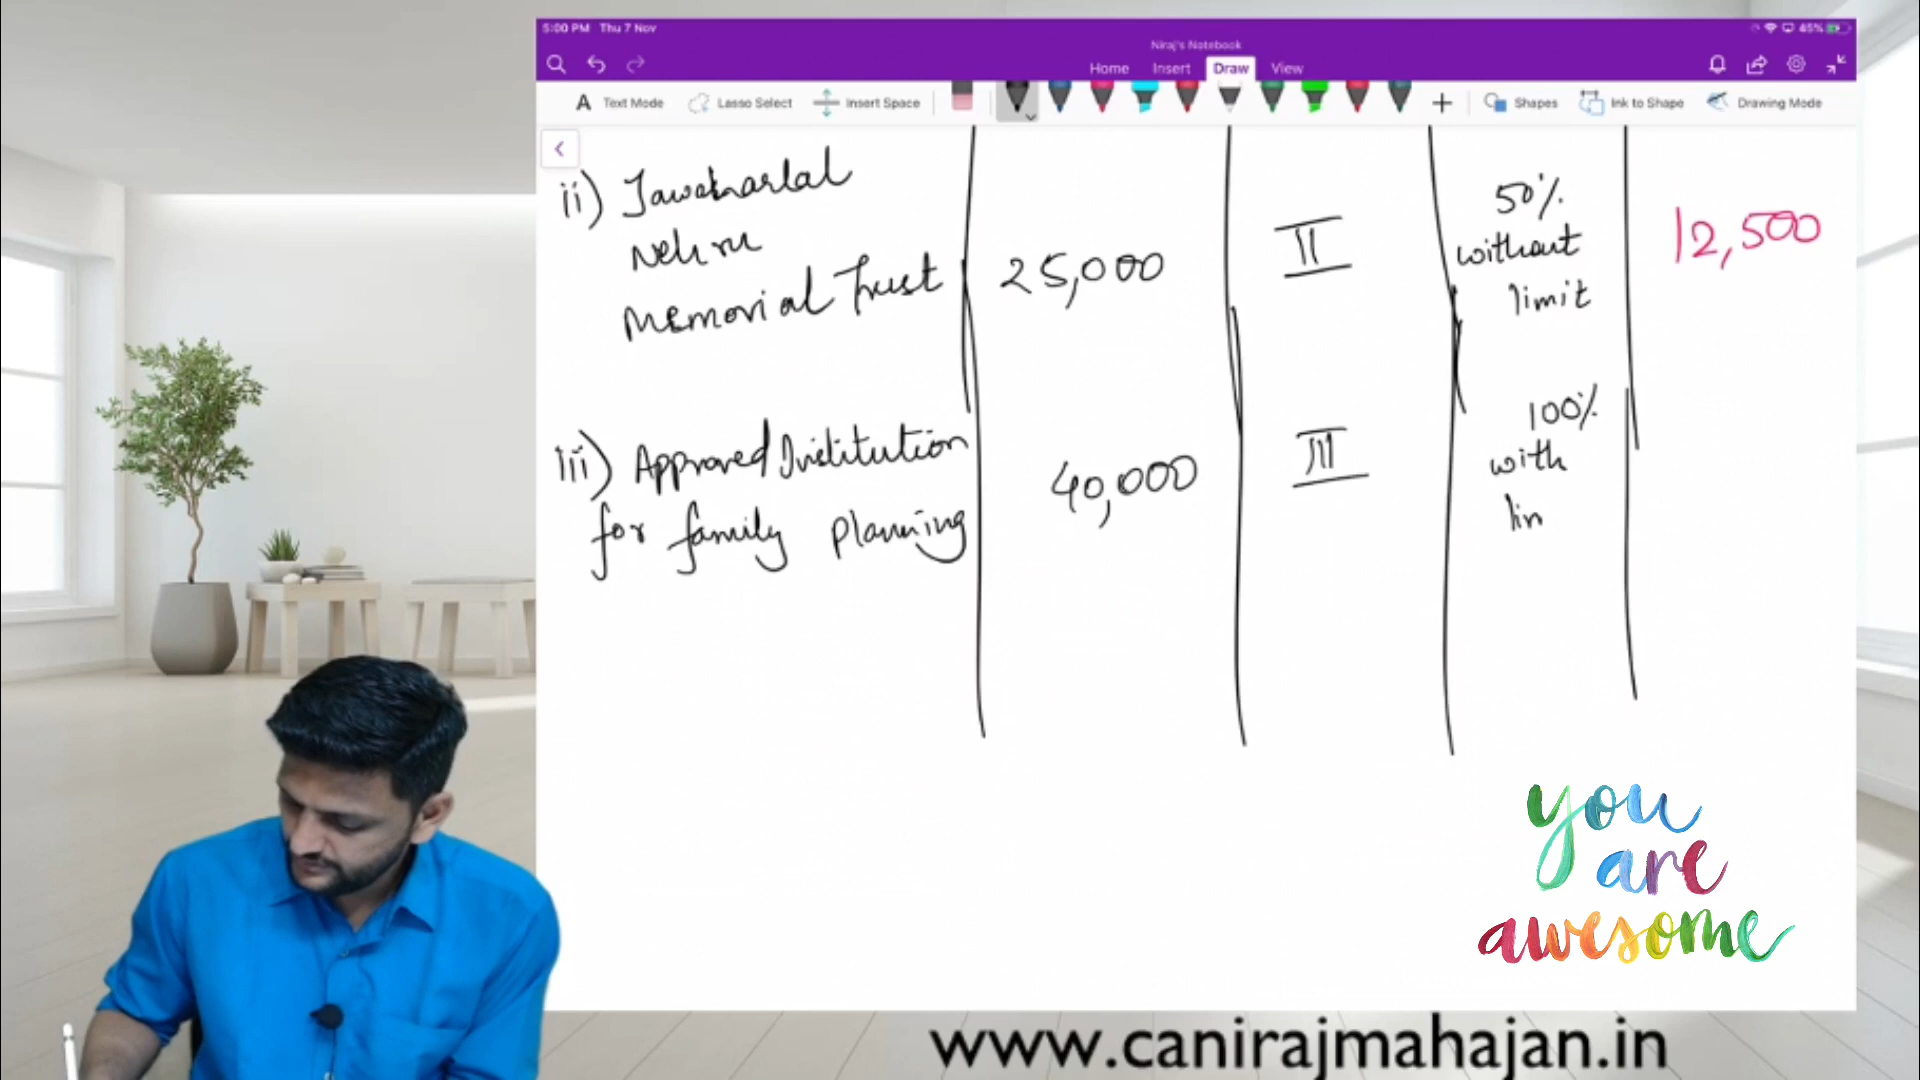 5:00 PM Thu 7 Nov
45%
Niraj's Notebook
Home Insert Draw View
A Text Mode Lasso Select Insert Space Shapes Ink to Shape Drawing Mode
ii) Jawaharlal
Nehru
Memorial Trust
25,000
II
50%
without
limit
12,500
iii) Approved Institution
for family planning
40,000
III
100%
with
lin
you
are
awesome
www.canirajmahajan.in